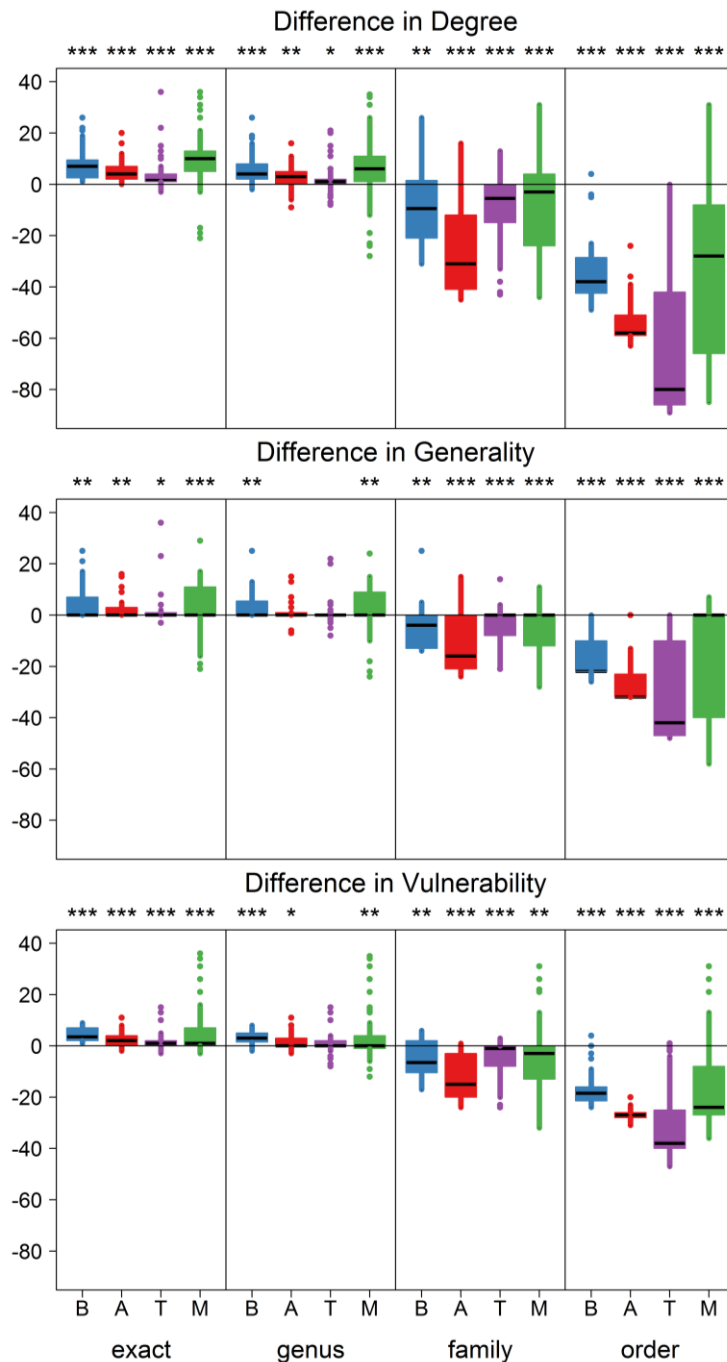 Difference in Degree
*** *** *** *** *** ** * *** ** *** *** *** *** *** *** ***
40
20
0
-20
-40
-60
-80
Difference in Generality
** ** * *** ** ** ** *** *** *** *** *** *** ***
40
20
0
-20
-40
-60
-80
Difference in Vulnerability
*** *** *** *** *** * ** ** *** *** ** *** *** *** ***
40
20
0
-20
-40
-60
-80
B A T M B A T M B A T M B A T M
exact genus family order